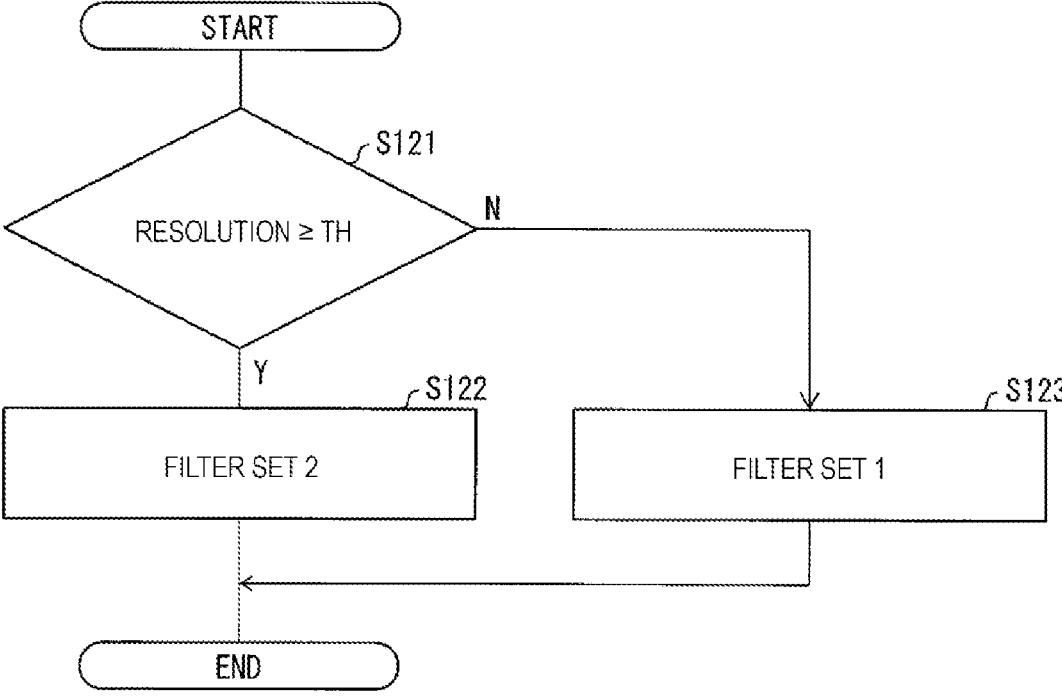 START
S121
RESOLUTION ≥ TH
N
Y
S122
S123
FILTER SET 2
FILTER SET 1
END